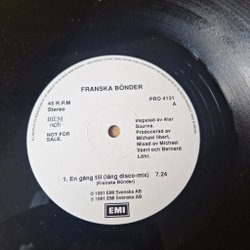 FRANSKA BÖNDER
45 R.P.M
Stereo
BIEM
ncb
NOT FOR
SALE.
PRO 4131
A
Inspelad av Alar
Suurna.
Producerad av
Michael Ilbert.
Mixad av Michael
Ilbert och Bernard
Löhr.
1. En gång till (lång disco-mix) 7.24
(Franska Bönder)
℗ 1991 EMI Svenska AB
© 1991 EMI Svenska AB
EMI